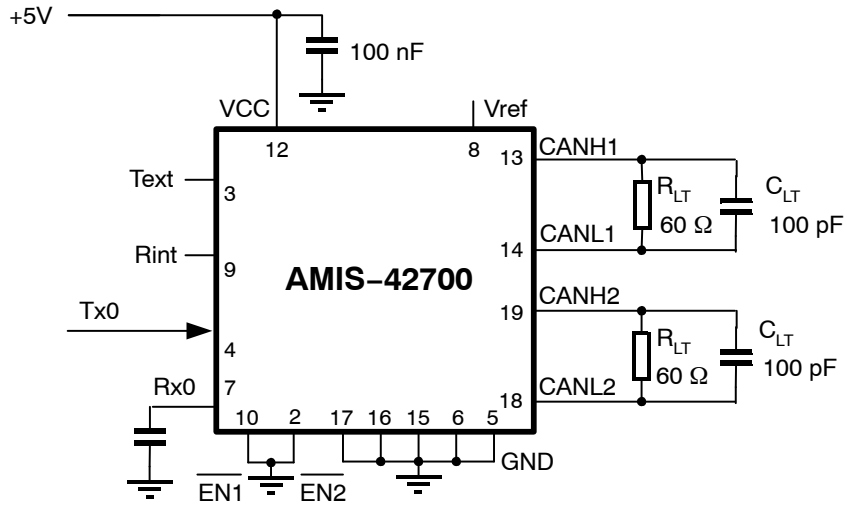 +5V
100 nF
VCC
Vref
12
8
13
CANH1
Text
3
R_LT
60 Ω
C_LT
100 pF
14
CANL1
Rint
9
AMIS−42700
19
CANH2
Tx0
4
R_LT
60 Ω
C_LT
100 pF
Rx0
7
18
CANL2
10
2
17
16
15
6
5
GND
EN1
EN2